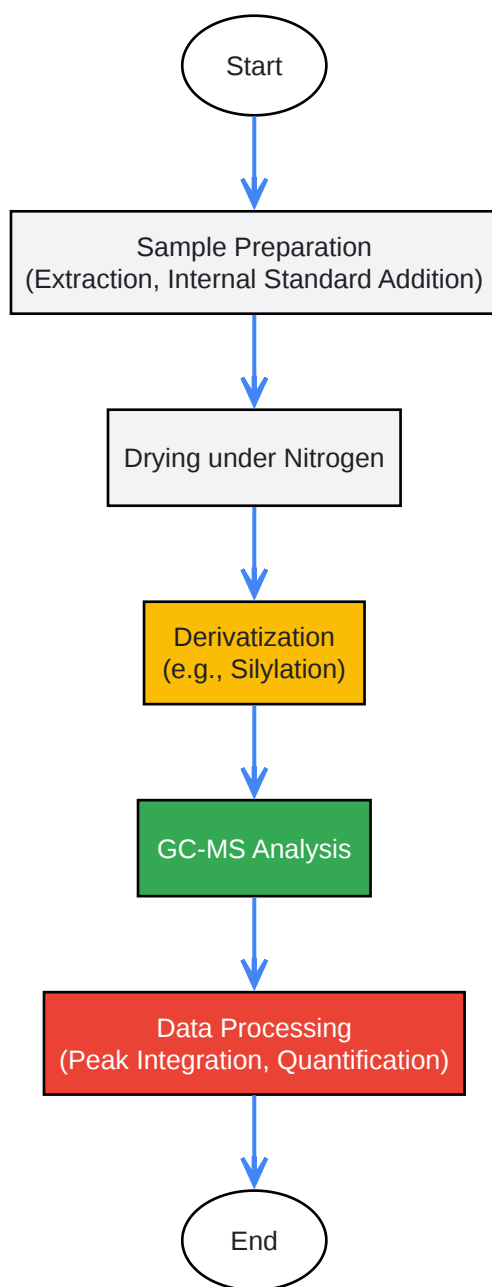 Start
Sample Preparation
(Extraction, Internal Standard Addition)
Drying under Nitrogen
Derivatization
(e.g., Silylation)
GC-MS Analysis
Data Processing
(Peak Integration, Quantification)
End